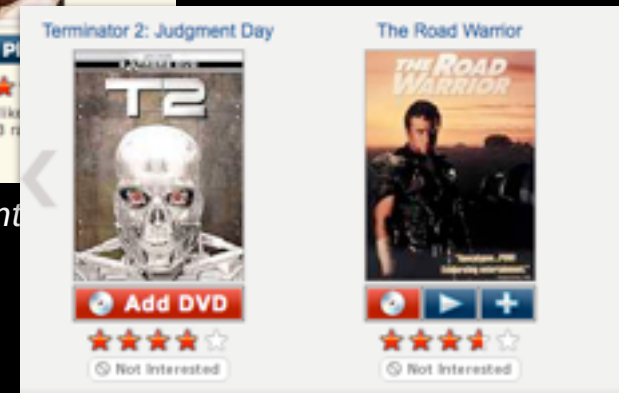 Terminator 2: Judgment Day
The Road Warrior
T2
THE ROAD
WARRIOR
Add DVD
Not Interested
Not Interested